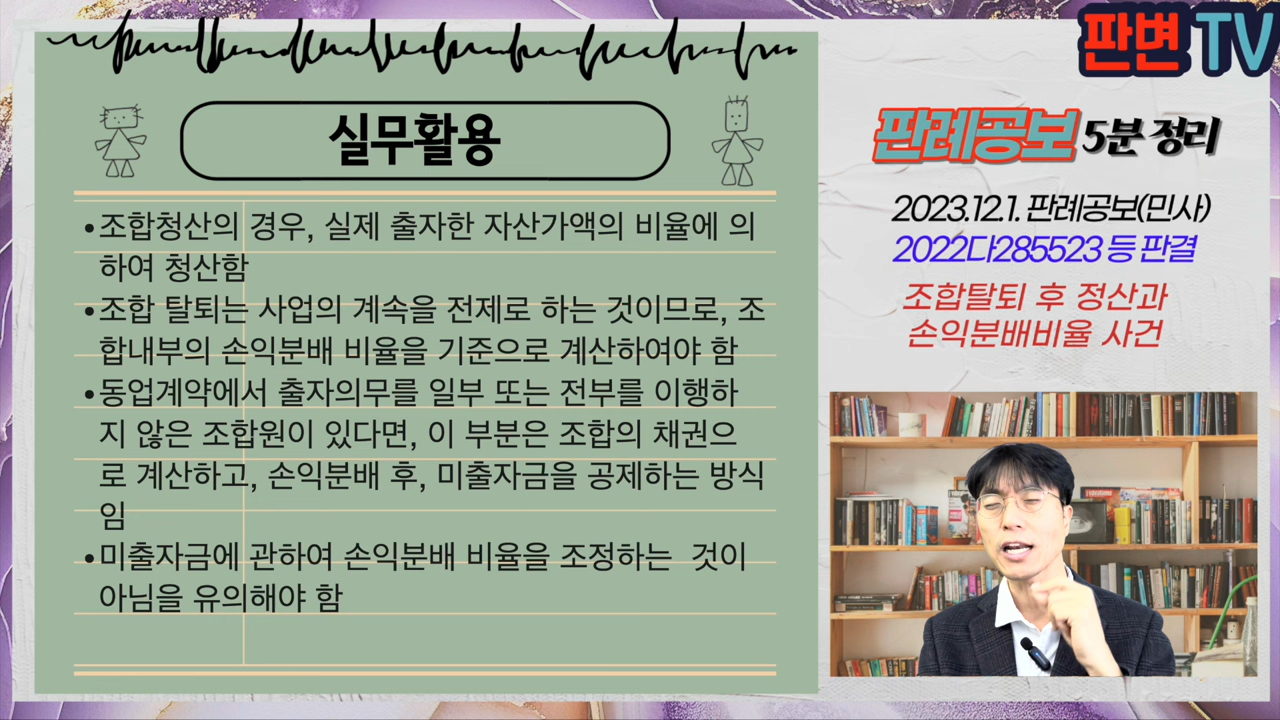 판변 TV
실무활용
•조합청산의 경우, 실제 출자한 자산가액의 비율에 의
하여 청산함
•조합 탈퇴는 사업의 계속을 전제로 하는 것이므로, 조
합내부의 손익분배 비율을 기준으로 계산하여야 함
•동업계약에서 출자의무를 일부 또는 전부를 이행하
지 않은 조합원이 있다면, 이 부분은 조합의 채권으
로 계산하고, 손익분배 후, 미출자금을 공제하는 방식
임
•미출자금에 관하여 손익분배 비율을 조정하는 것이
아님을 유의해야 함
판례공보 5분 정리
2023.12.1. 판례공보(민사)
2022다285523 등 판결
조합탈퇴 후 정산과
손익분배비율 사건